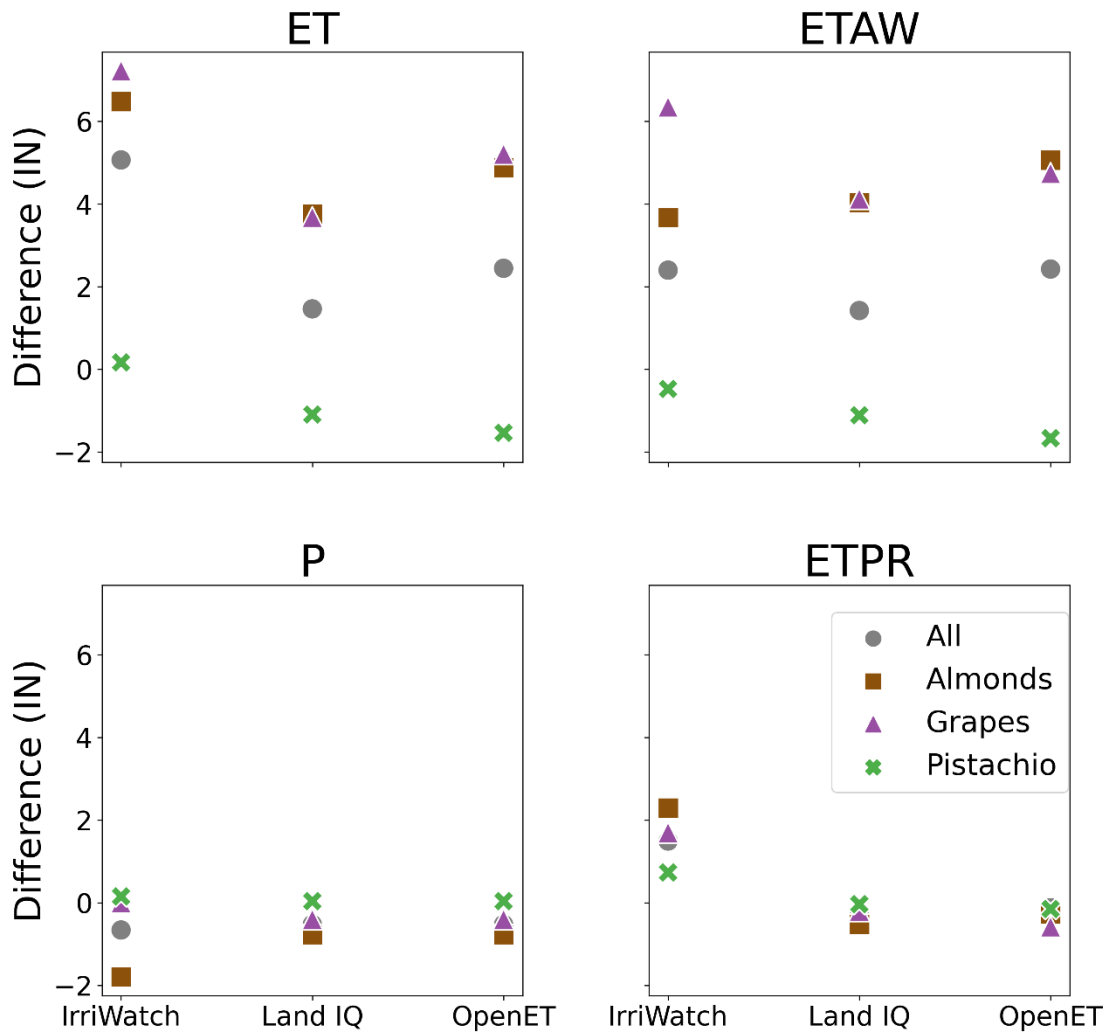 ET
ETAW
Difference (IN)
6
4
2
0
−2
P
ETPR
Difference (IN)
6
4
2
0
−2
All
Almonds
Grapes
Pistachio
IrriWatch
Land IQ
OpenET
IrriWatch
Land IQ
OpenET